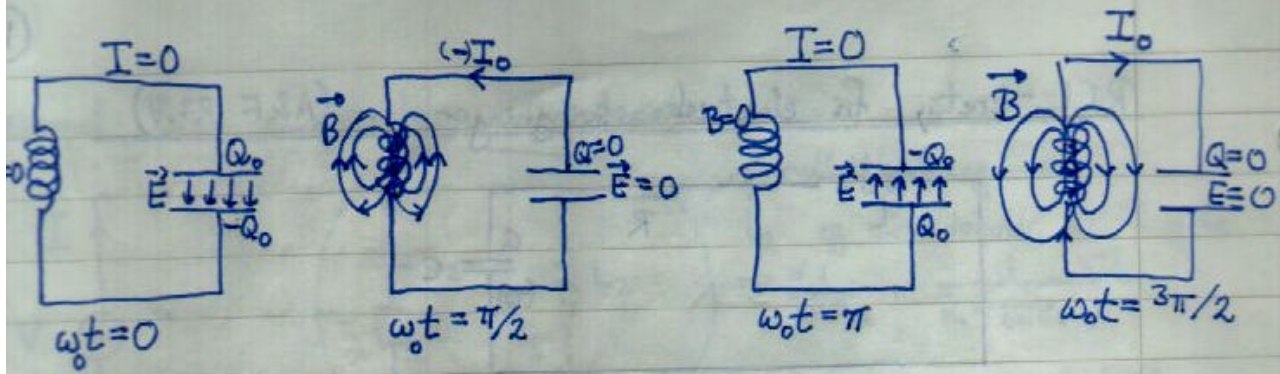 I=0
Q₀
E⃗
-Q₀
ω₀t=0
(-)I₀
B⃗
Q=0
E⃗=0
ω₀t=π/2
I=0
B=0
-Q₀
E⃗
Q₀
ω₀t=π
I₀
B⃗
Q=0
E=0
ω₀t=3π/2